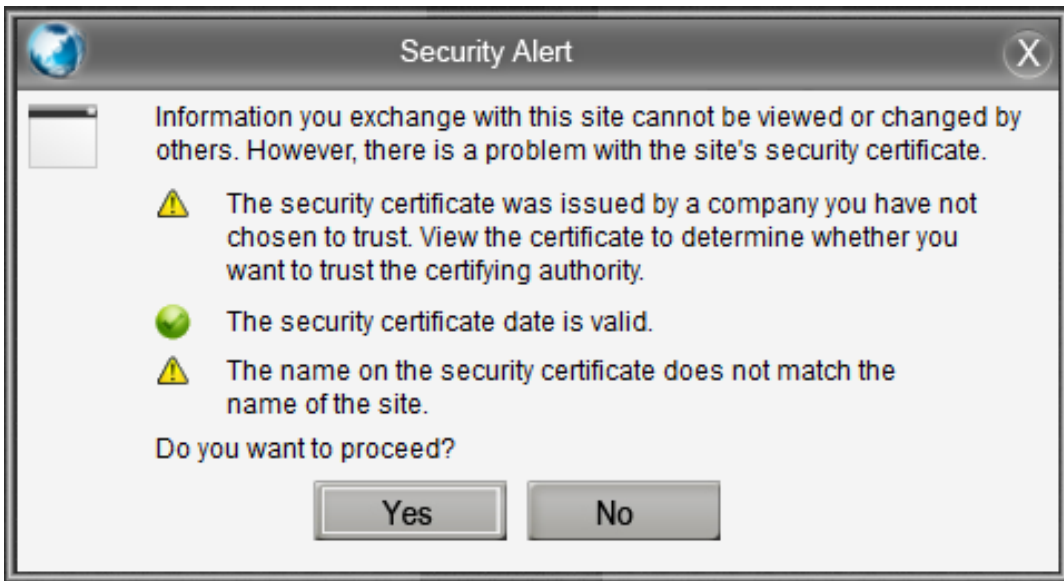 Security Alert
X
Information you exchange with this site cannot be viewed or changed by
others. However, there is a problem with the site's security certificate.
The security certificate was issued by a company you have not
chosen to trust. View the certificate to determine whether you
want to trust the certifying authority.
The security certificate date is valid.
The name on the security certificate does not match the
name of the site.
Do you want to proceed?
Yes No